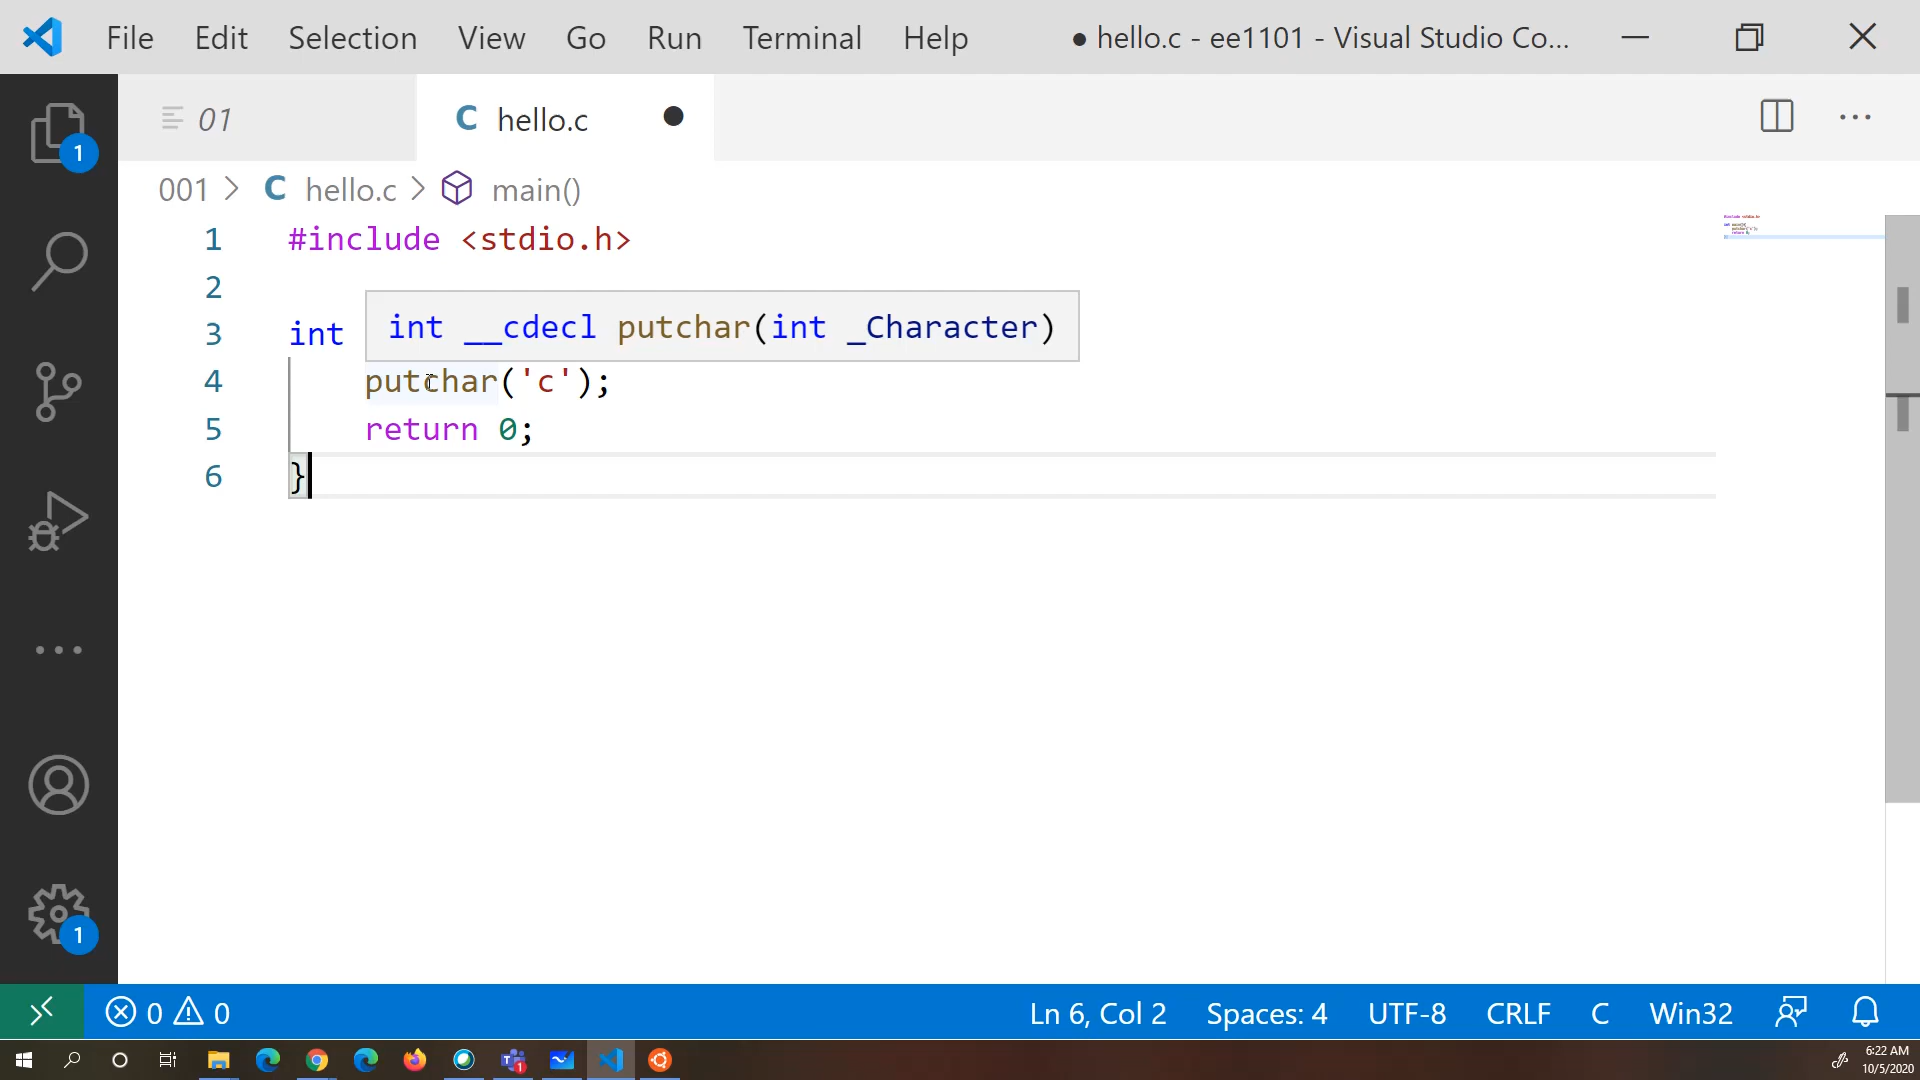 File Edit Selection View Go Run Terminal Help ● hello.c - ee1101 - Visual Studio Co...
01 C hello.c
001 > C hello.c > main()
1 #include <stdio.h>
2
int __cdecl putchar(int _Character)
3 int
4 putchar('c');
5 return 0;
6 }
1
1
0 0 Ln 6, Col 2 Spaces: 4 UTF-8 CRLF C Win32
6:22 AM
10/5/2020